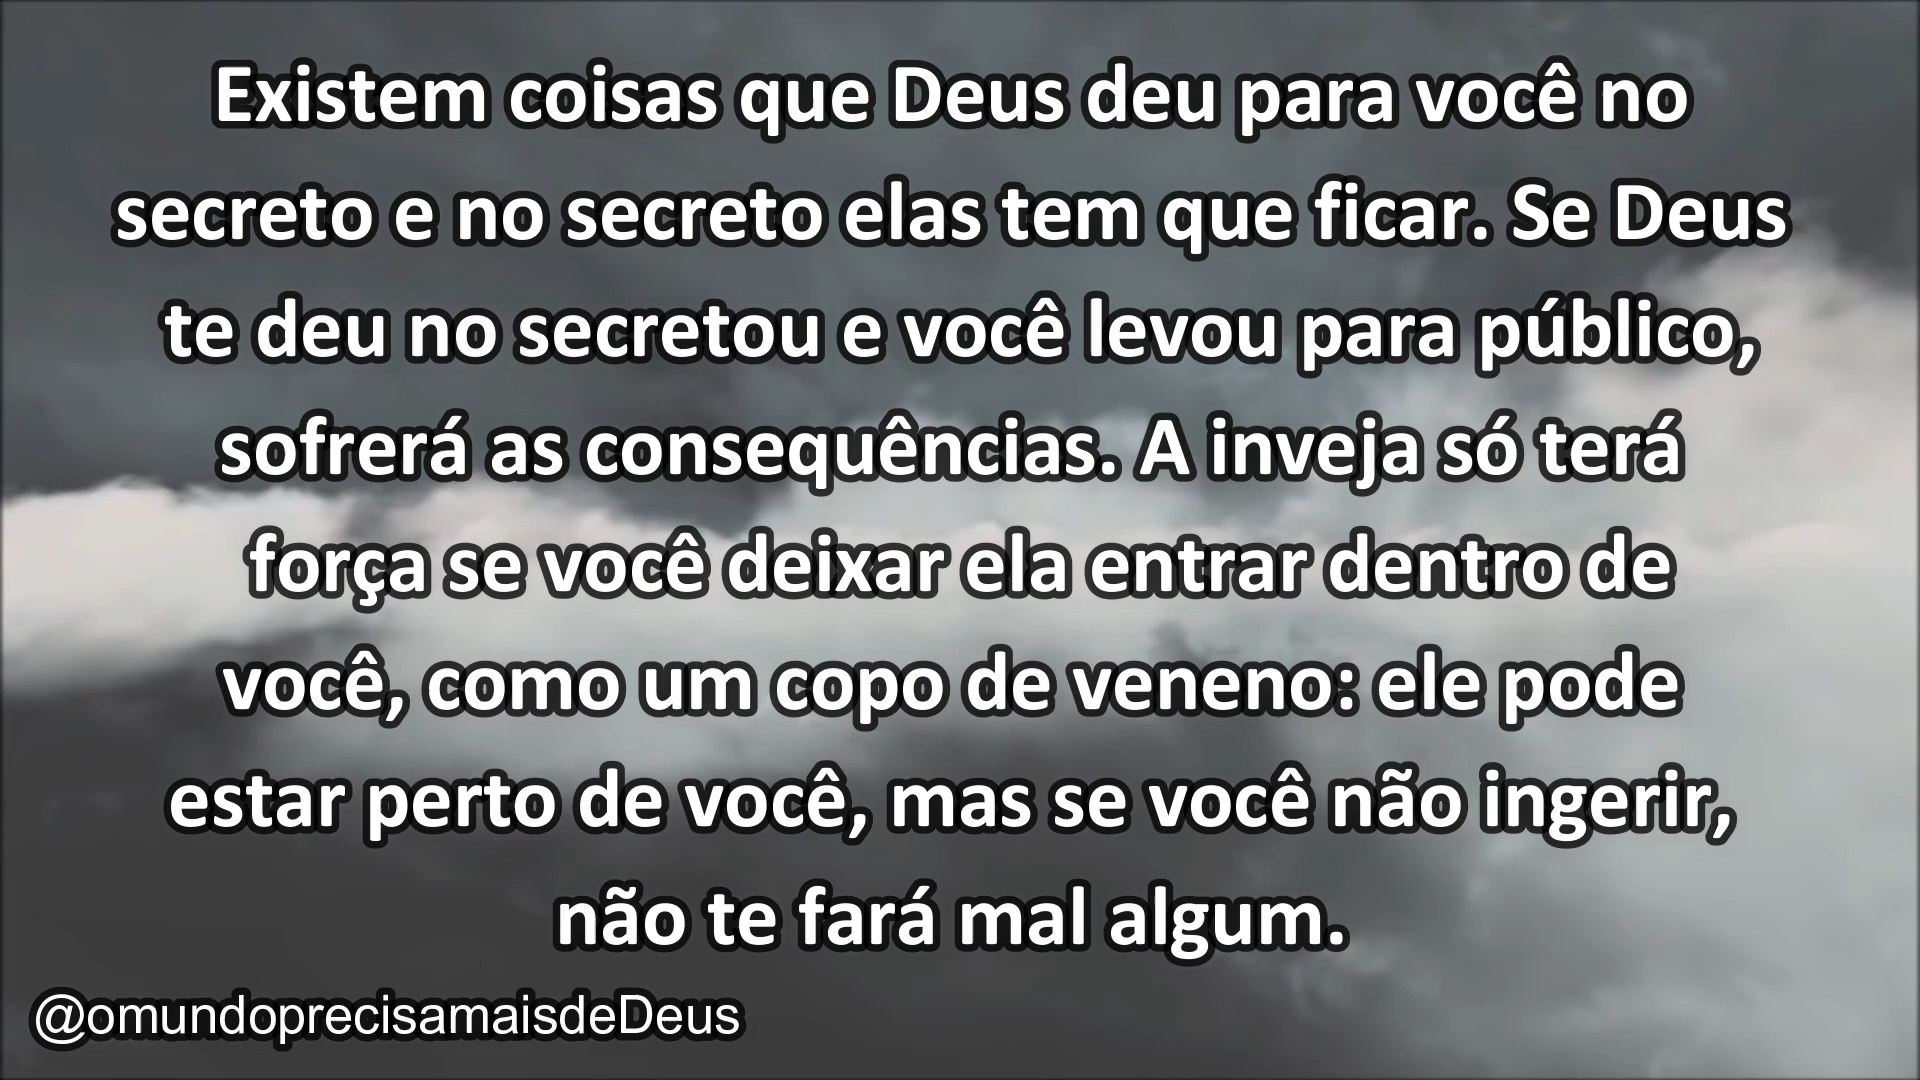 Existem coisas que Deus deu para você no
secreto e no secreto elas tem que ficar. Se Deus
te deu no secretou e você levou para público,
sofrerá as consequências. A inveja só terá
força se você deixar ela entrar dentro de
você, como um copo de veneno: ele pode
estar perto de você, mas se você não ingerir,
não te fará mal algum.
@omundoprecisamaisdeDeus